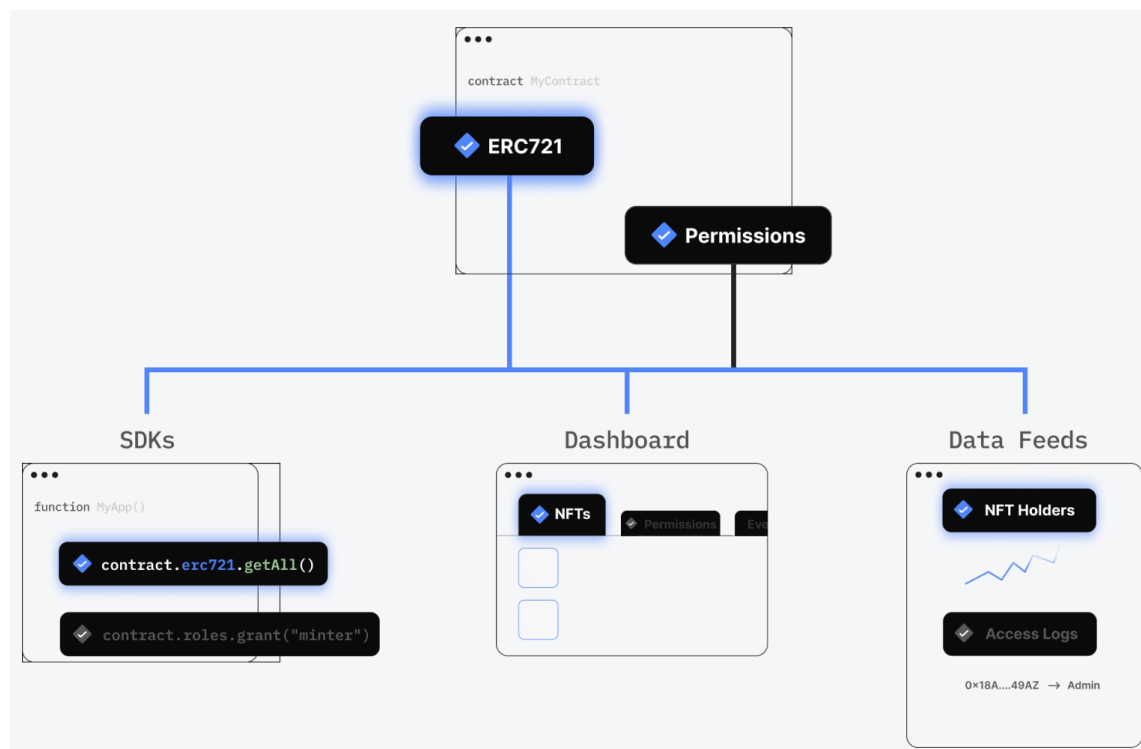 contract MyContract
ERC721
Permissions
SDKs
Dashboard
Data Feeds
function MyApp()
contract.erc721.getAll()
contract.roles.grant("minter")
NFTs
Permissions
Eve
NFT Holders
Access Logs
0×18A....49AZ → Admin